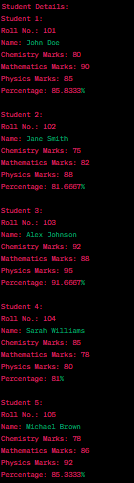 Student Details:
Student 1:
Roll No.: 101
Name: John Doe
Chemistry Marks: 80
Mathematics Marks: 90
Physics Marks: 85
Percentage: 85.8333%
Student 2:
Roll No.: 102
Name: Jane Smith
Chemistry Marks: 75
Mathematics Marks: 82
Physics Marks: 88
Percentage: 81.6667%
Student 3:
Roll No.: 103
Name: Alex Johnson
Chemistry Marks: 92
Mathematics Marks: 88
Physics Marks: 95
Percentage: 91.6667%
Student 4:
Roll No.: 104
Name: Sarah Williams
Chemistry Marks: 85
Mathematics Marks: 78
Physics Marks: 80
Percentage: 81%
Student 5:
Roll No.: 105
Name: Michael Brown
Chemistry Marks: 78
Mathematics Marks: 86
Physics Marks: 92
Percentage: 85.3333%